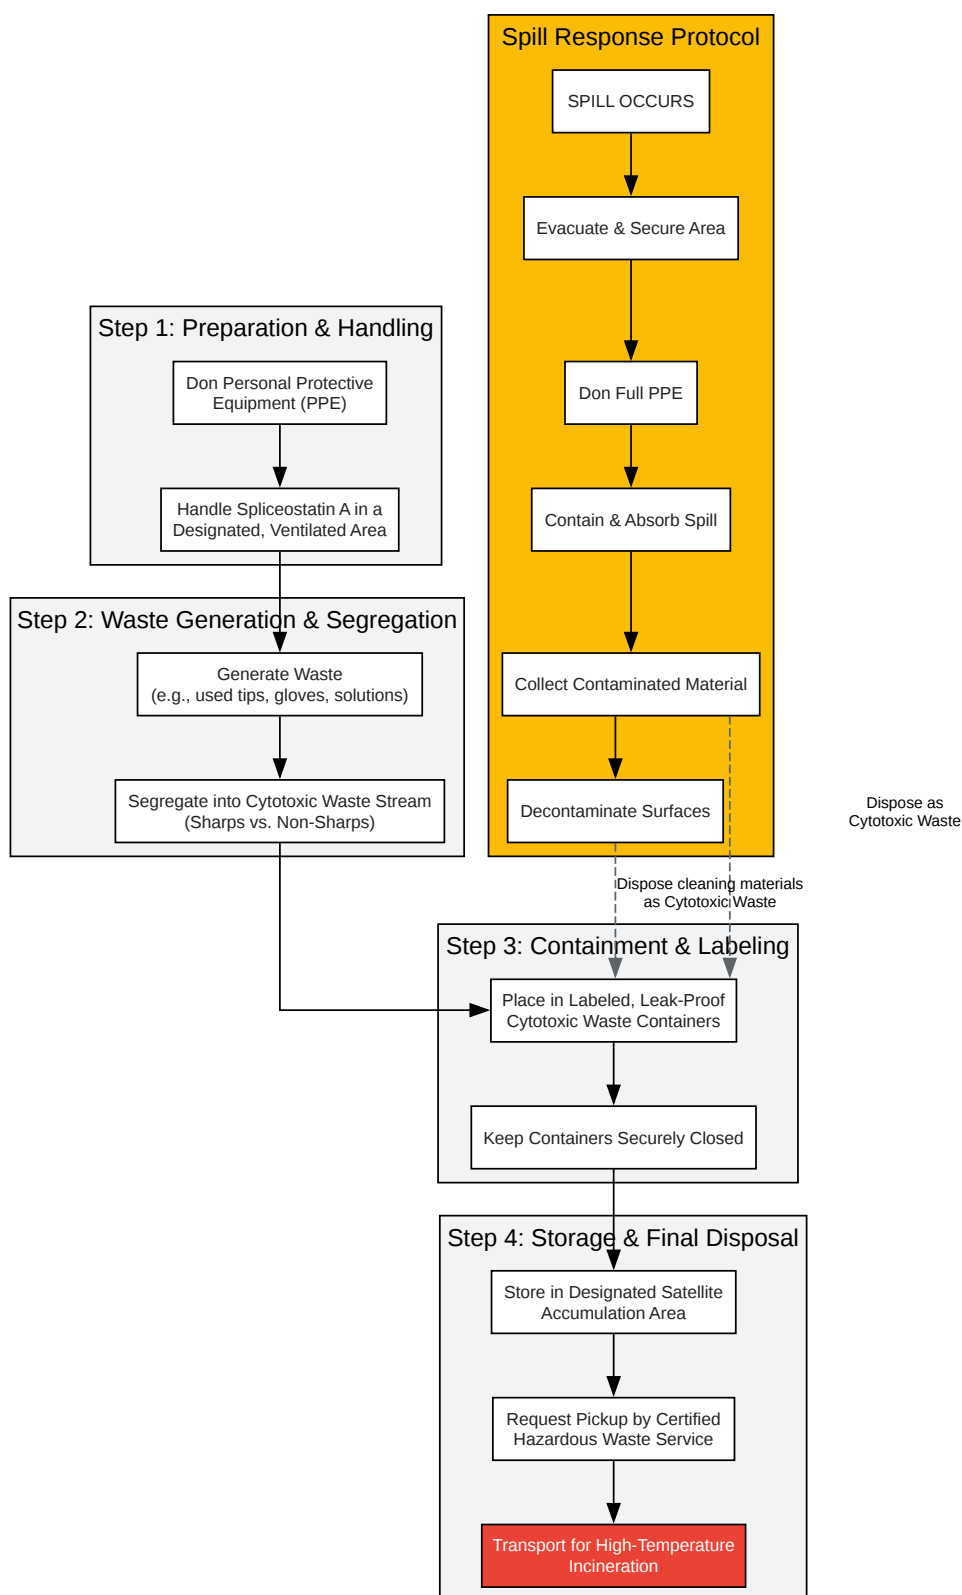 Spill Response Protocol
SPILL OCCURS
Evacuate & Secure Area
Don Full PPE
Contain & Absorb Spill
Collect Contaminated Material
Decontaminate Surfaces
Dispose as
Cytotoxic Waste
Dispose cleaning materials
as Cytotoxic Waste
Step 1: Preparation & Handling
Don Personal Protective
Equipment (PPE)
Handle Spliceostatin A in a
Designated, Ventilated Area
Step 2: Waste Generation & Segregation
Generate Waste
(e.g., used tips, gloves, solutions)
Segregate into Cytotoxic Waste Stream
(Sharps vs. Non-Sharps)
Step 3: Containment & Labeling
Place in Labeled, Leak-Proof
Cytotoxic Waste Containers
Keep Containers Securely Closed
Step 4: Storage & Final Disposal
Store in Designated Satellite
Accumulation Area
Request Pickup by Certified
Hazardous Waste Service
Transport for High-Temperature
Incineration